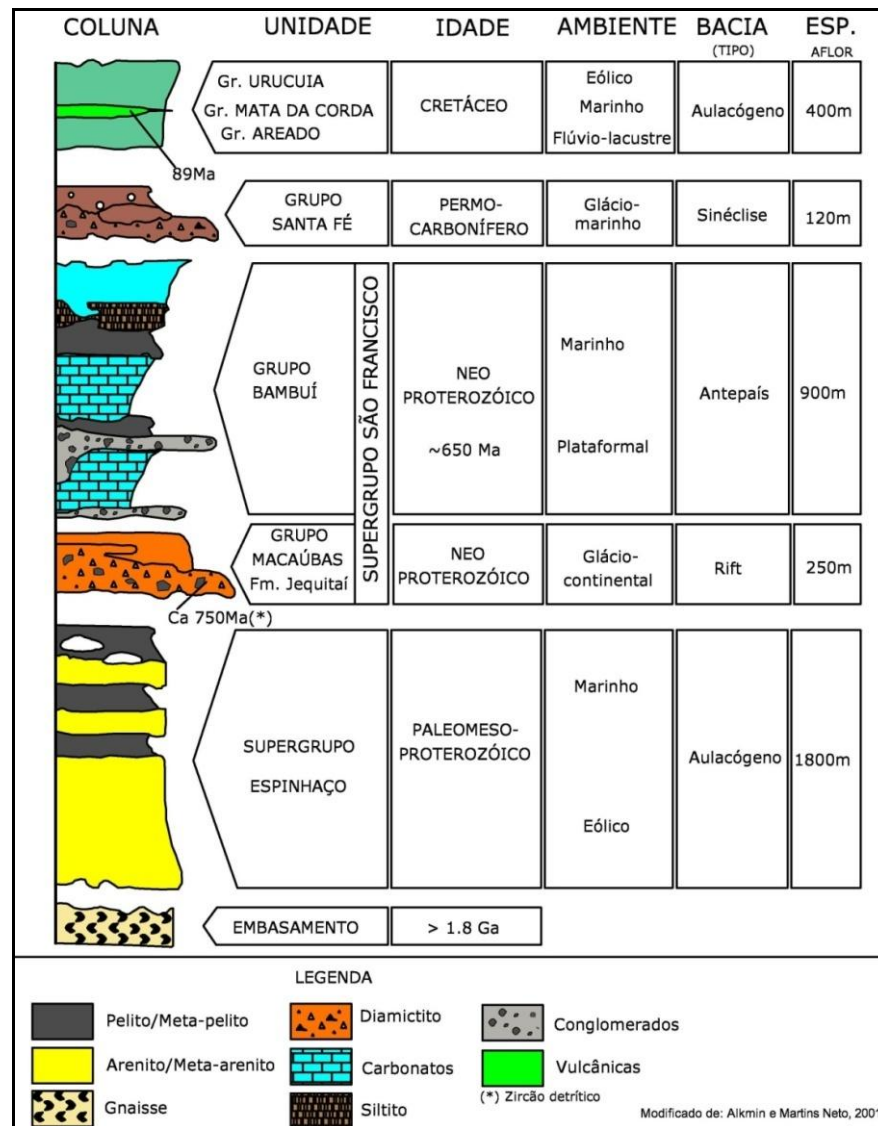 COLUNA UNIDADE IDADE AMBIENTE BACIA ESP.
(TIPO) AFLOR
Gr. URUCUIA
Gr. MATA DA CORDA
Gr. AREADO
CRETÁCEO
Eólico
Marinho
Flúvio-lacustre
Aulacógeno
400m
89Ma
GRUPO
SANTA FÉ
PERMO-
CARBONÍFERO
Glácio-
marinho
Sinéclise
120m
GRUPO
BAMBUÍ
SUPERGRUPO SÃO FRANCISCO
NEO
PROTEROZÓICO
~650 Ma
Marinho
Plataformal
Antepaís
900m
GRUPO
MACAÚBAS
Fm. Jequitaí
NEO
PROTEROZÓICO
Glácio-
continental
Rift
250m
Ca 750Ma(*)
SUPERGRUPO
ESPINHAÇO
PALEOMESO-
PROTEROZÓICO
Marinho
Eólico
Aulacógeno
1800m
EMBASAMENTO
> 1.8 Ga
LEGENDA
Pelito/Meta-pelito
Arenito/Meta-arenito
Gnaisse
Diamictito
Carbonatos
Siltito
Conglomerados
Vulcânicas
(*) Zircão detrítico
Modificado de: Alkmin e Martins Neto, 2001